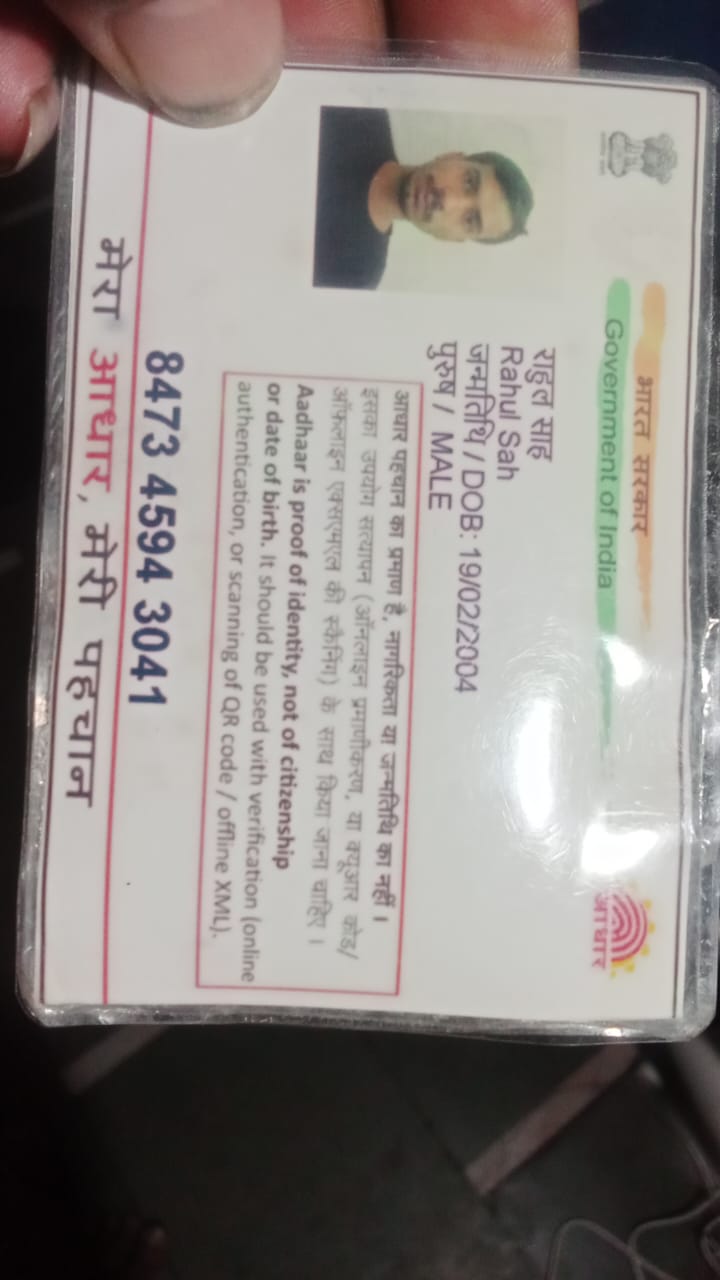 भारत सरकार
Government of India
आधार
राहुल साह
Rahul Sah
जन्मतिथि / DOB: 19/02/2004
पुरुष / MALE
आधार पहचान का प्रमाण है, नागरिकता या जन्मतिथि का नहीं ।
इसका उपयोग सत्यापन (ऑनलाइन प्रमाणीकरण, या क्यूआर कोड/
ऑफलाइन एक्सएमएल की स्कैनिंग) के साथ किया जाना चाहिए ।
Aadhaar is proof of identity, not of citizenship
or date of birth. It should be used with verification (online
authentication, or scanning of QR code / offline XML).
8473 4594 3041
मेरा आधार, मेरी पहचान